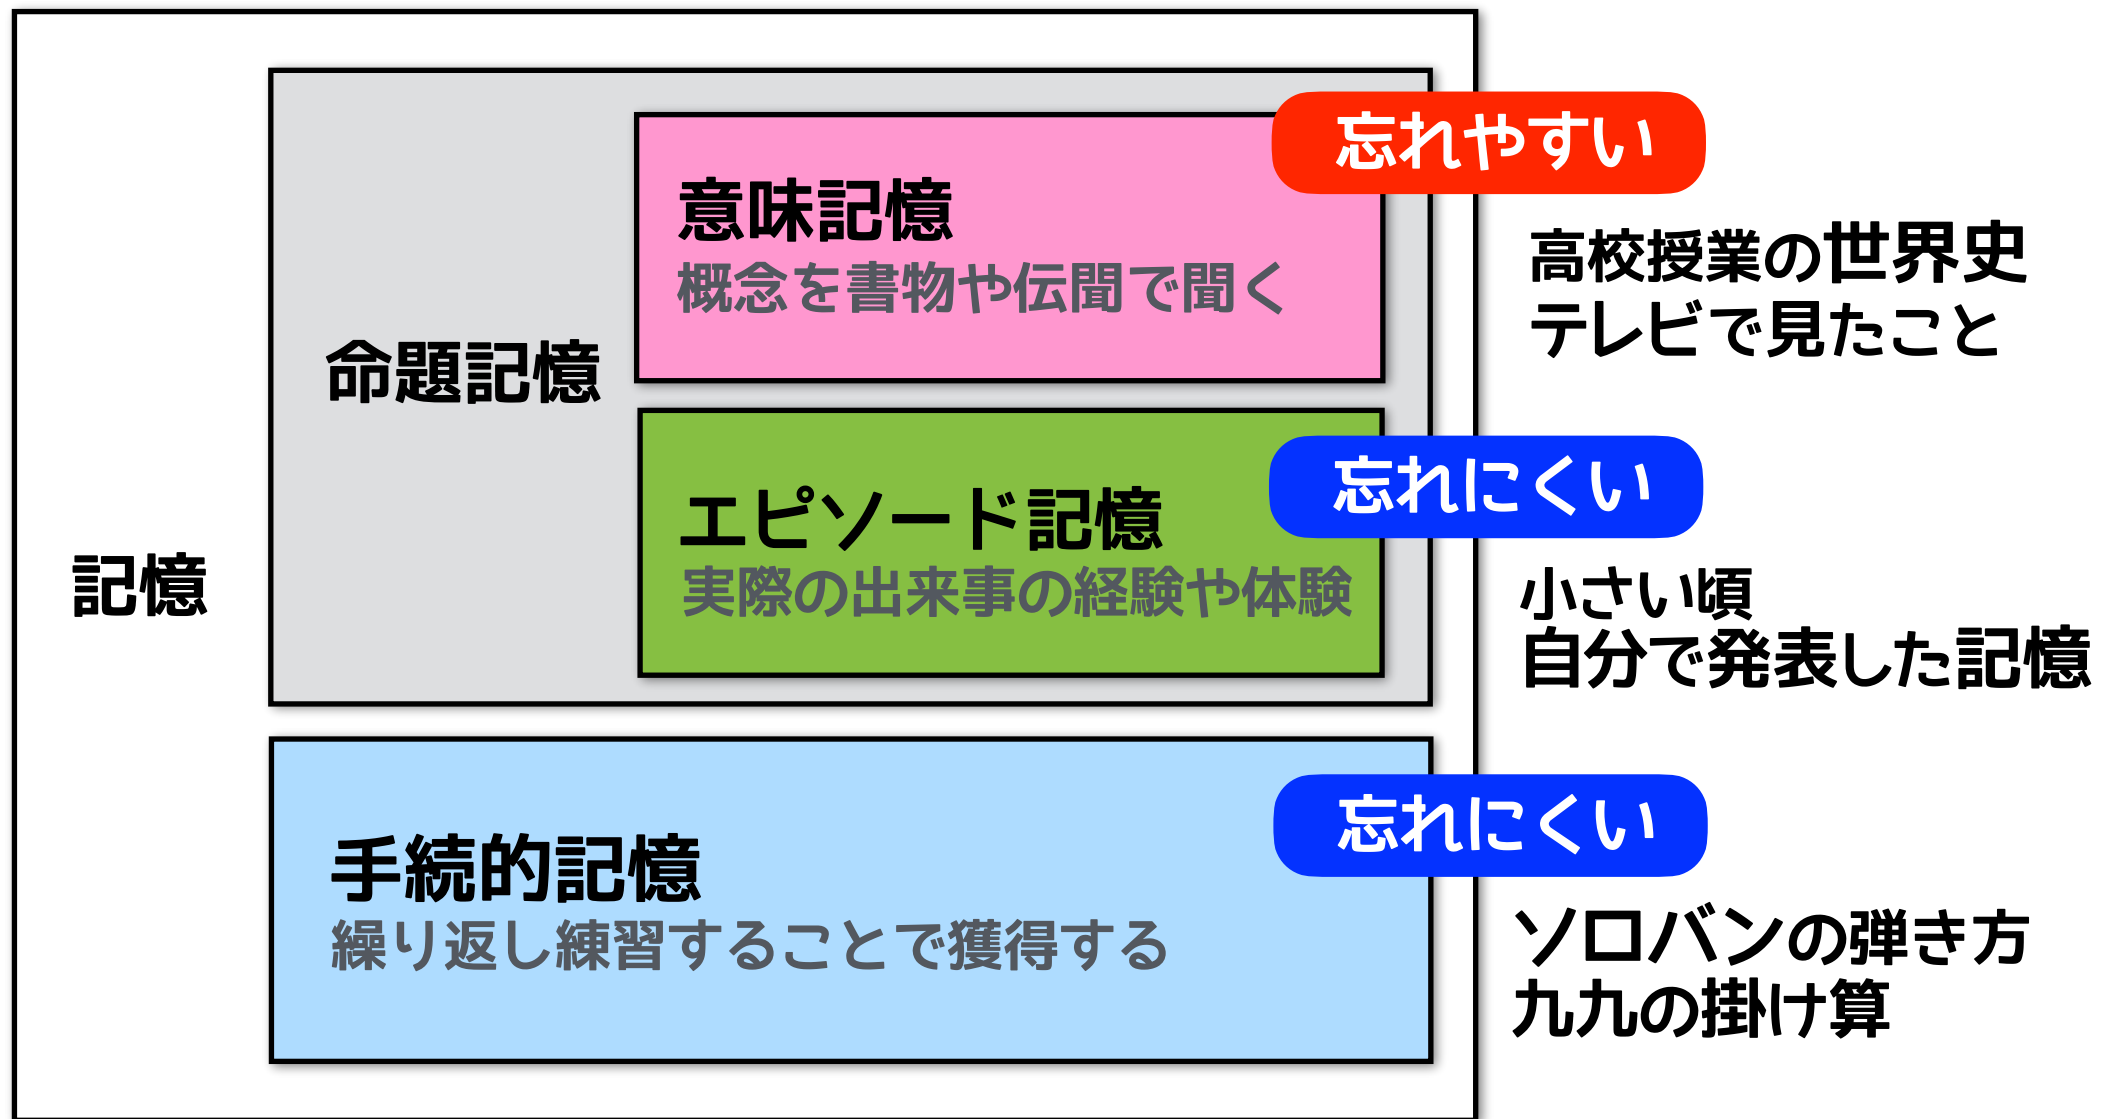 記憶
命題記憶
意味記憶
概念を書物や伝聞で聞く
忘れやすい
高校授業の世界史
テレビで見たこと
エピソード記憶
実際の出来事の経験や体験
忘れにくい
小さい頃
自分で発表した記憶
手続的記憶
繰り返し練習することで獲得する
忘れにくい
ソロバンの弾き方
九九の掛け算